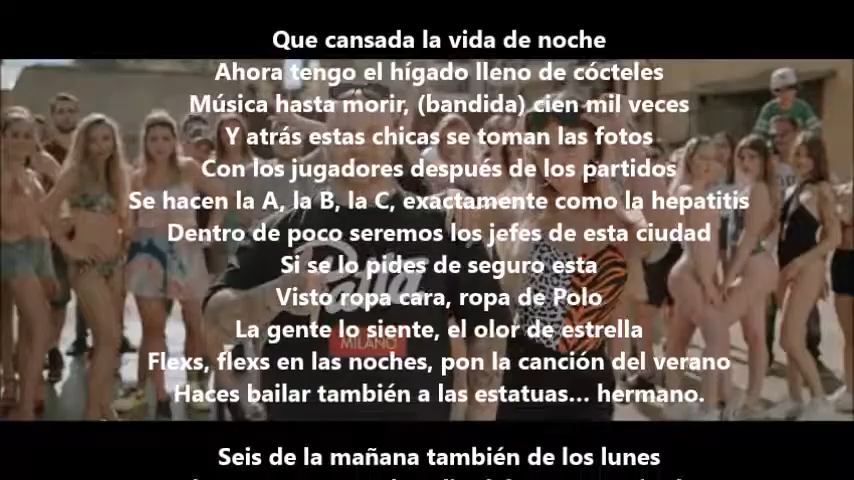 Que cansada la vida de noche
Ahora tengo el hígado lleno de cócteles
Música hasta morir, (bandida) cien mil veces
Y atrás estas chicas se toman las fotos
Con los jugadores después de los partidos
Se hacen la A, la B, la C, exactamente como la hepatitis
Dentro de poco seremos los jefes de esta ciudad
Si se lo pides de seguro esta
Visto ropa cara, ropa de Polo
La gente lo siente, el olor de estrella
MILANO
Flexs, flexs en las noches, pon la canción del verano
Haces bailar también a las estatuas... hermano.
Seis de la mañana también de los lunes